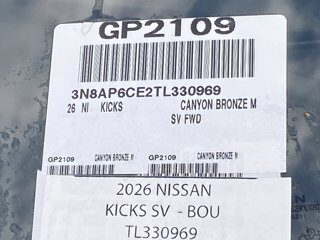 GP2109
3N8AP6CE2TL330969
26 NI KICKS CANYON BRONZE M
SV FWD
GP2109 CANYON BRONZE M GP2109 CANYON BRONZE M
2026 NISSAN
KICKS SV - BOU
TL330969